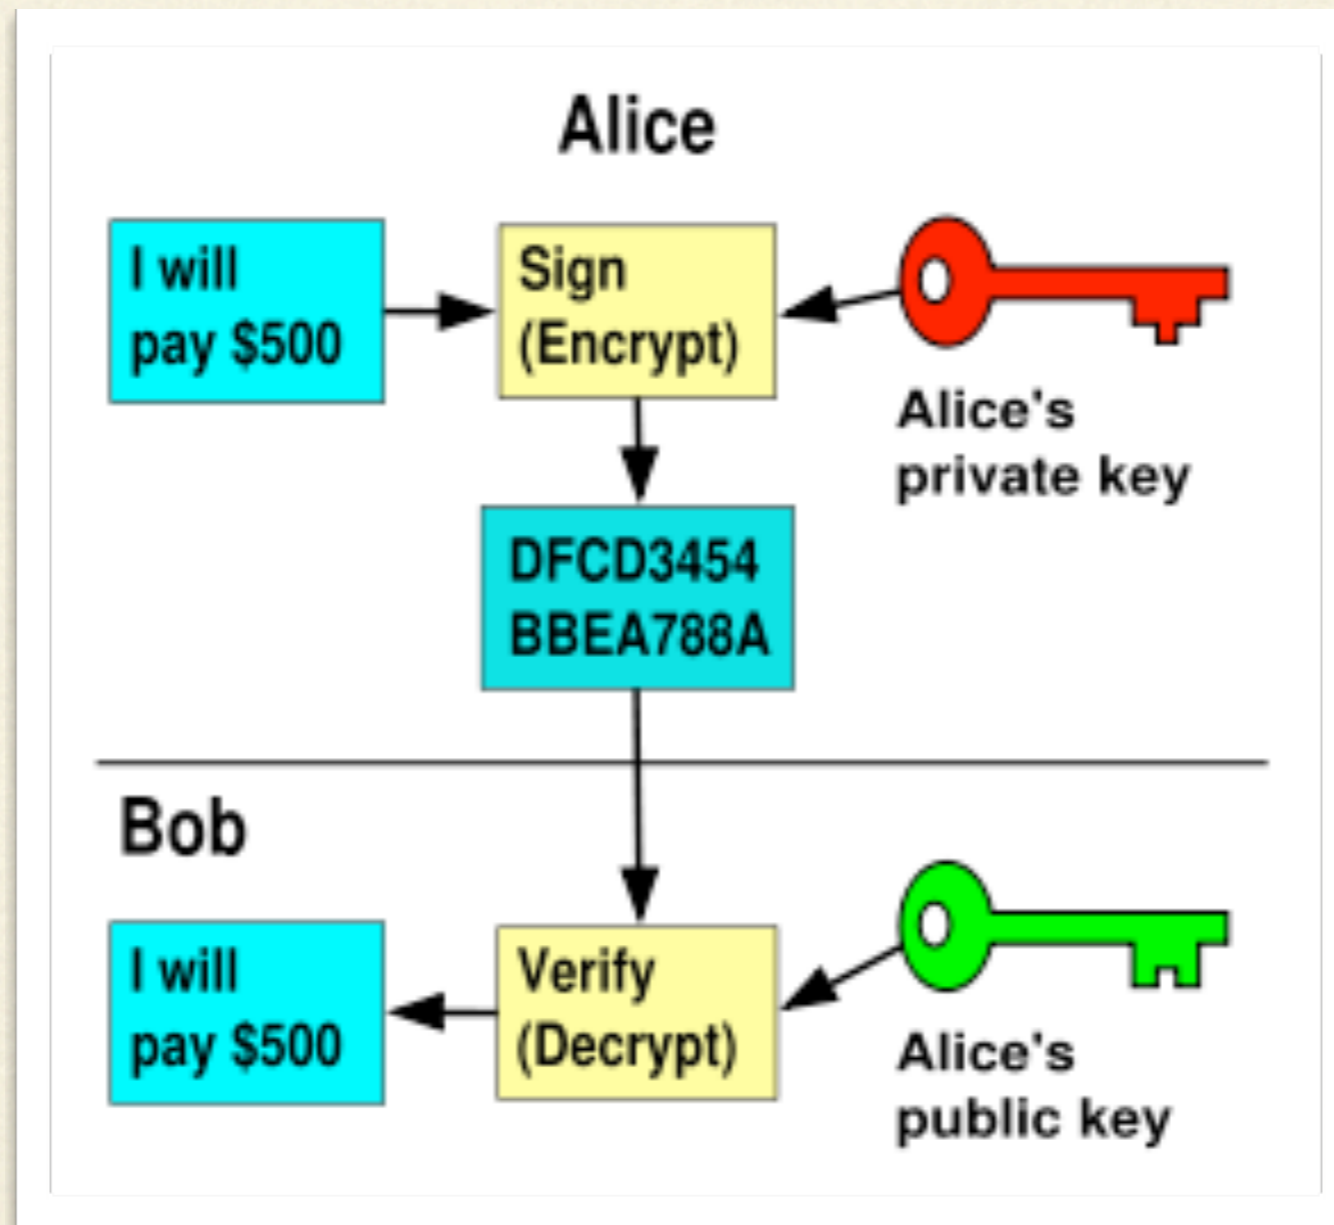 Alice
I will
pay $500
Sign
(Encrypt)
Alice's
private key
DFCD3454
BBEA788A
Bob
I will
pay $500
Verify
(Decrypt)
Alice's
public key